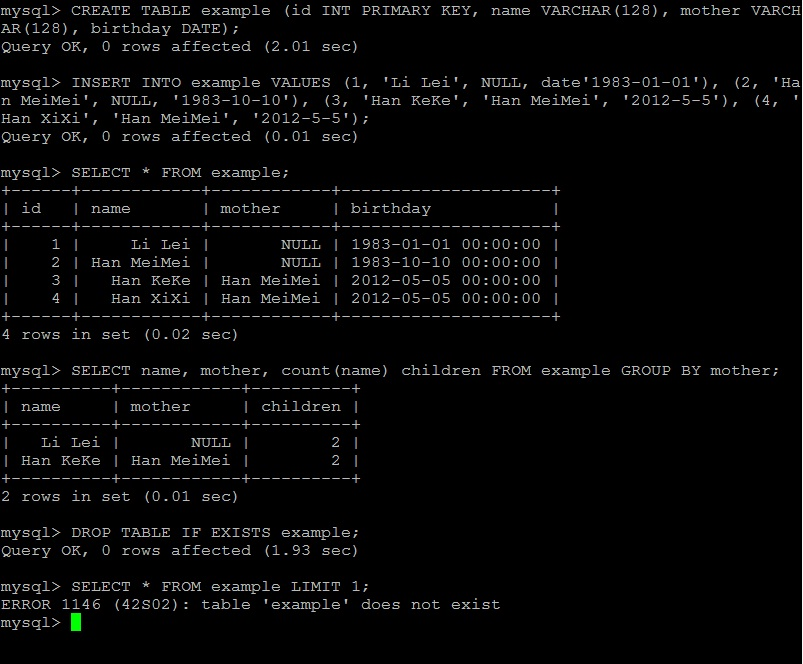 mysql> CREATE TABLE example (id INT PRIMARY KEY, name VARCHAR(128), mother VARCH
AR(128), birthday DATE);
Query OK, 0 rows affected (2.01 sec)
mysql> INSERT INTO example VALUES (1, 'Li Lei', NULL, date'1983-01-01'), (2, 'Ha
n MeiMei', NULL, '1983-10-10'), (3, 'Han KeKe', 'Han MeiMei', '2012-5-5'), (4, '
Han XiXi', 'Han MeiMei', '2012-5-5');
Query OK, 0 rows affected (0.01 sec)
mysql> SELECT * FROM example;
+------+------------+------------+---------------------+
| id   | name       | mother     | birthday            |
+------+------------+------------+---------------------+
|    1 |     Li Lei |       NULL | 1983-01-01 00:00:00 |
|    2 | Han MeiMei |       NULL | 1983-10-10 00:00:00 |
|    3 |   Han KeKe | Han MeiMei | 2012-05-05 00:00:00 |
|    4 |   Han XiXi | Han MeiMei | 2012-05-05 00:00:00 |
+------+------------+------------+---------------------+
4 rows in set (0.02 sec)
mysql> SELECT name, mother, count(name) children FROM example GROUP BY mother;
+----------+------------+----------+
| name     | mother     | children |
+----------+------------+----------+
|   Li Lei |       NULL |        2 |
| Han KeKe | Han MeiMei |        2 |
+----------+------------+----------+
2 rows in set (0.01 sec)
mysql> DROP TABLE IF EXISTS example;
Query OK, 0 rows affected (1.93 sec)
mysql> SELECT * FROM example LIMIT 1;
ERROR 1146 (42S02): table 'example' does not exist
mysql>